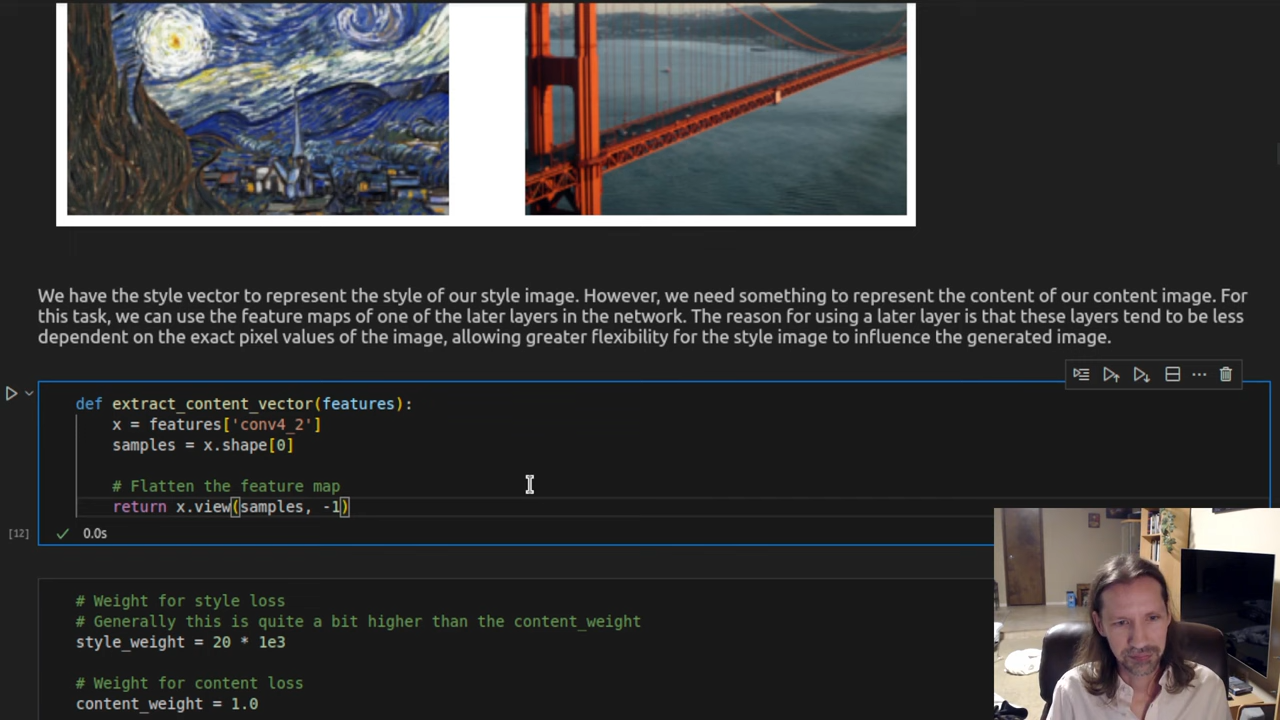 We have the style vector to represent the style of our style image. However, we need something to represent the content of our content image. For
this task, we can use the feature maps of one of the later layers in the network. The reason for using a later layer is that these layers tend to be less
dependent on the exact pixel values of the image, allowing greater flexibility for the style image to influence the generated image.
def extract_content_vector(features):
x = features['conv4_2']
samples = x.shape[0]
# Flatten the feature map
return x.view(samples, -1)
[12] 0.0s
# Weight for style loss
# Generally this is quite a bit higher than the content_weight
style_weight = 20 * 1e3
# Weight for content loss
content_weight = 1.0